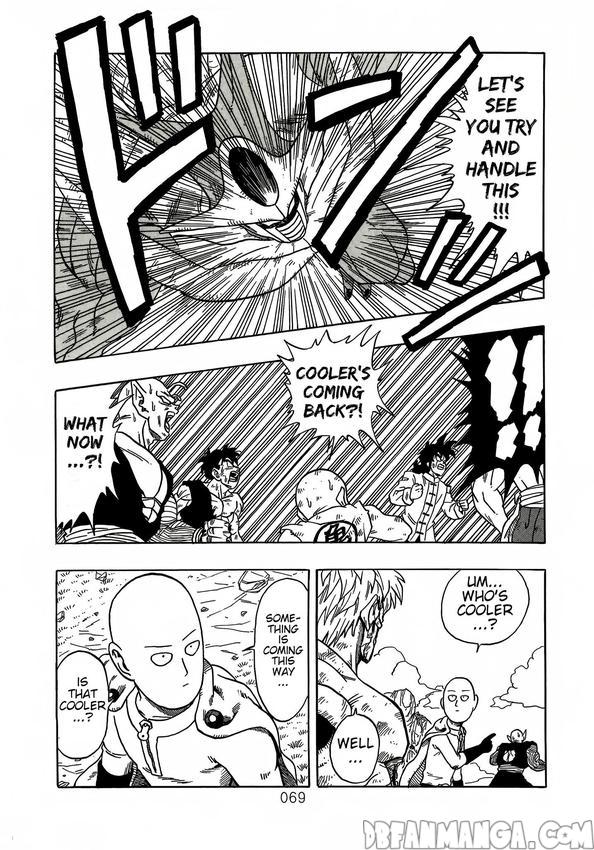 ドンッ
LET'S
SEE
YOU TRY
AND
HANDLE
THIS
!!!
COOLER'S
COMING
BACK?!
WHAT
NOW
...?!
UM...
WHO'S
COOLER
...?
WELL...
SOME-
THING IS
COMING
THIS WAY
...
IS
THAT
COOLER
...?
069
DBFANMANGA.COM